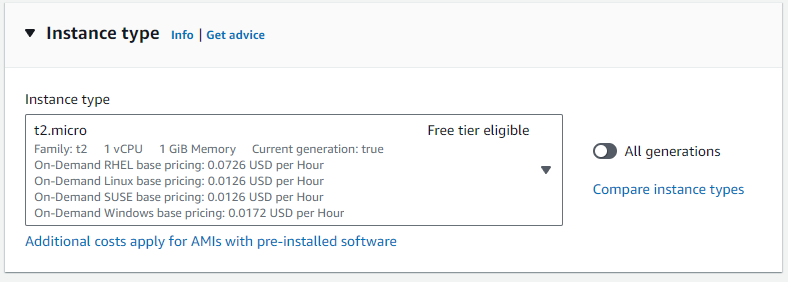 Instance type Info | Get advice
Instance type
t2.micro Free tier eligible
Family: t2 1 vCPU 1 GiB Memory Current generation: true
On-Demand RHEL base pricing: 0.0726 USD per Hour
On-Demand Linux base pricing: 0.0126 USD per Hour
On-Demand SUSE base pricing: 0.0126 USD per Hour
On-Demand Windows base pricing: 0.0172 USD per Hour
All generations
Compare instance types
Additional costs apply for AMIs with pre-installed software